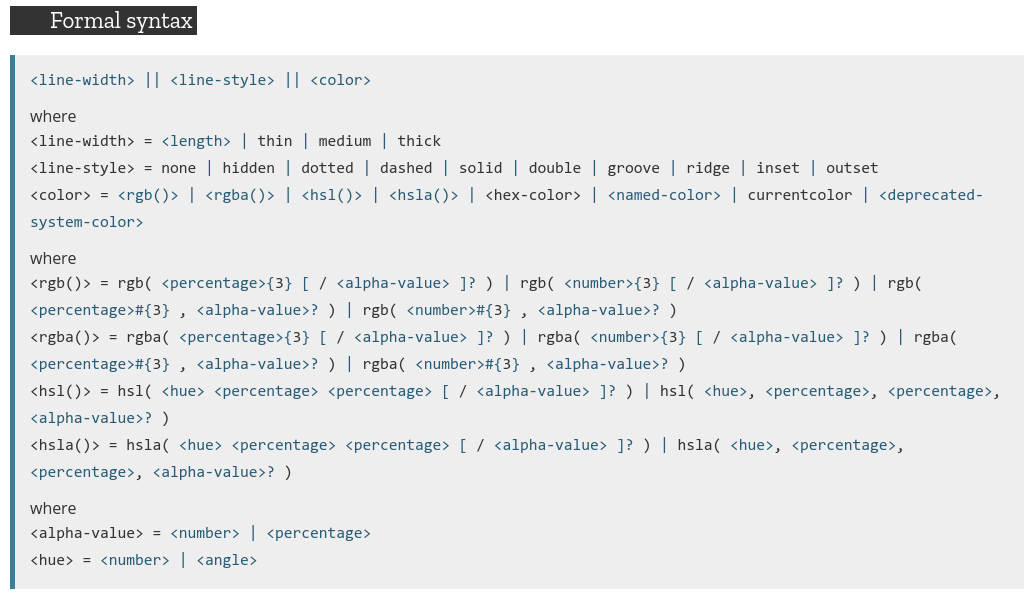 Formal syntax
<line-width> || <line-style> || <color>
where
<line-width> = <length> | thin | medium | thick
<line-style> = none | hidden | dotted | dashed | solid | double | groove | ridge | inset | outset
<color> = <rgb()> | <rgba()> | <hsl()> | <hsla()> | <hex-color> | <named-color> | currentcolor | <deprecated-
system-color>
where
<rgb()> = rgb( <percentage>{3} [ / <alpha-value> ]? ) | rgb( <number>{3} [ / <alpha-value> ]? ) | rgb(
<percentage>#{3} , <alpha-value>? ) | rgb( <number>#{3} , <alpha-value>? )
<rgba()> = rgba( <percentage>{3} [ / <alpha-value> ]? ) | rgba( <number>{3} [ / <alpha-value> ]? ) | rgba(
<percentage>#{3} , <alpha-value>? ) | rgba( <number>#{3} , <alpha-value>? )
<hsl()> = hsl( <hue> <percentage> <percentage> [ / <alpha-value> ]? ) | hsl( <hue>, <percentage>, <percentage>,
<alpha-value>? )
<hsla()> = hsla( <hue> <percentage> <percentage> [ / <alpha-value> ]? ) | hsla( <hue>, <percentage>,
<percentage>, <alpha-value>? )
where
<alpha-value> = <number> | <percentage>
<hue> = <number> | <angle>